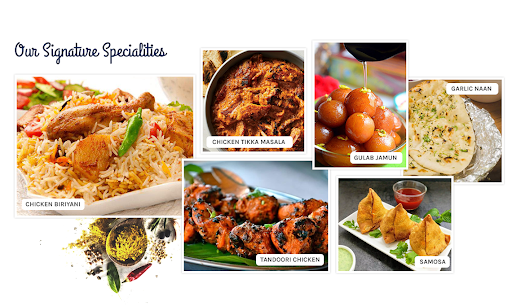 Our Signature Specialities
CHICKEN TIKKA MASALA
GULAB JAMUN
GARLIC NAAN
CHICKEN BIRIYANI
TANDOORI CHICKEN
SAMOSA